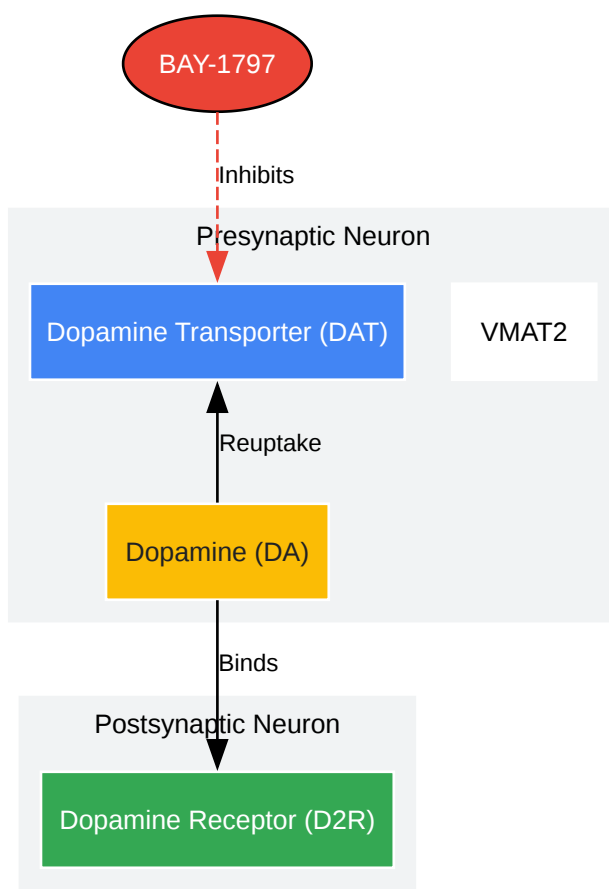 BAY-1797
Inhibits
Presynaptic Neuron
Dopamine Transporter (DAT)
VMAT2
Reuptake
Dopamine (DA)
Binds
Postsynaptic Neuron
Dopamine Receptor (D2R)